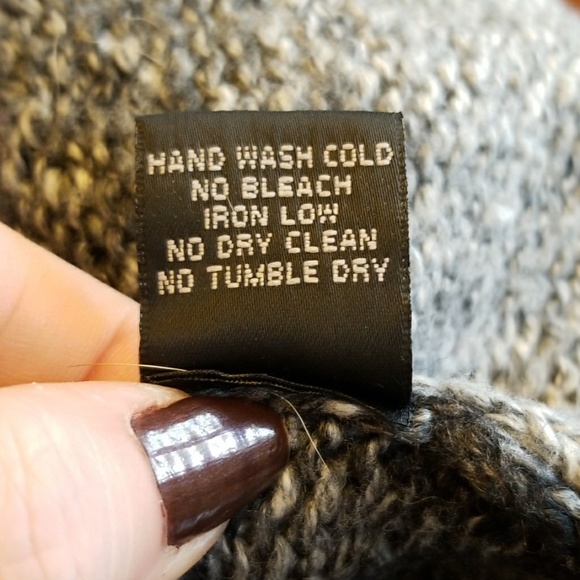 HAND WASH COLD
NO BLEACH
IRON LOW
NO DRY CLEAN
NO TUMBLE DRY